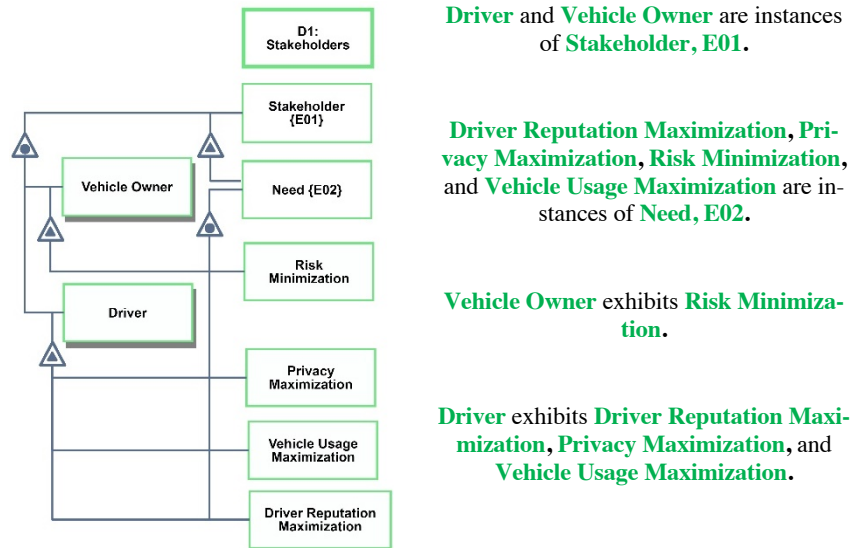 D1:
Stakeholders
Stakeholder
{E01}
Vehicle Owner
Need {E02}
Risk
Minimization
Driver
Privacy
Maximization
Vehicle Usage
Maximization
Driver Reputation
Maximization
Driver and Vehicle Owner are instances
of Stakeholder, E01.
Driver Reputation Maximization, Pri-
vacy Maximization, Risk Minimization,
and Vehicle Usage Maximization are in-
stances of Need, E02.
Vehicle Owner exhibits Risk Minimiza-
tion.
Driver exhibits Driver Reputation Maxi-
mization, Privacy Maximization, and
Vehicle Usage Maximization.